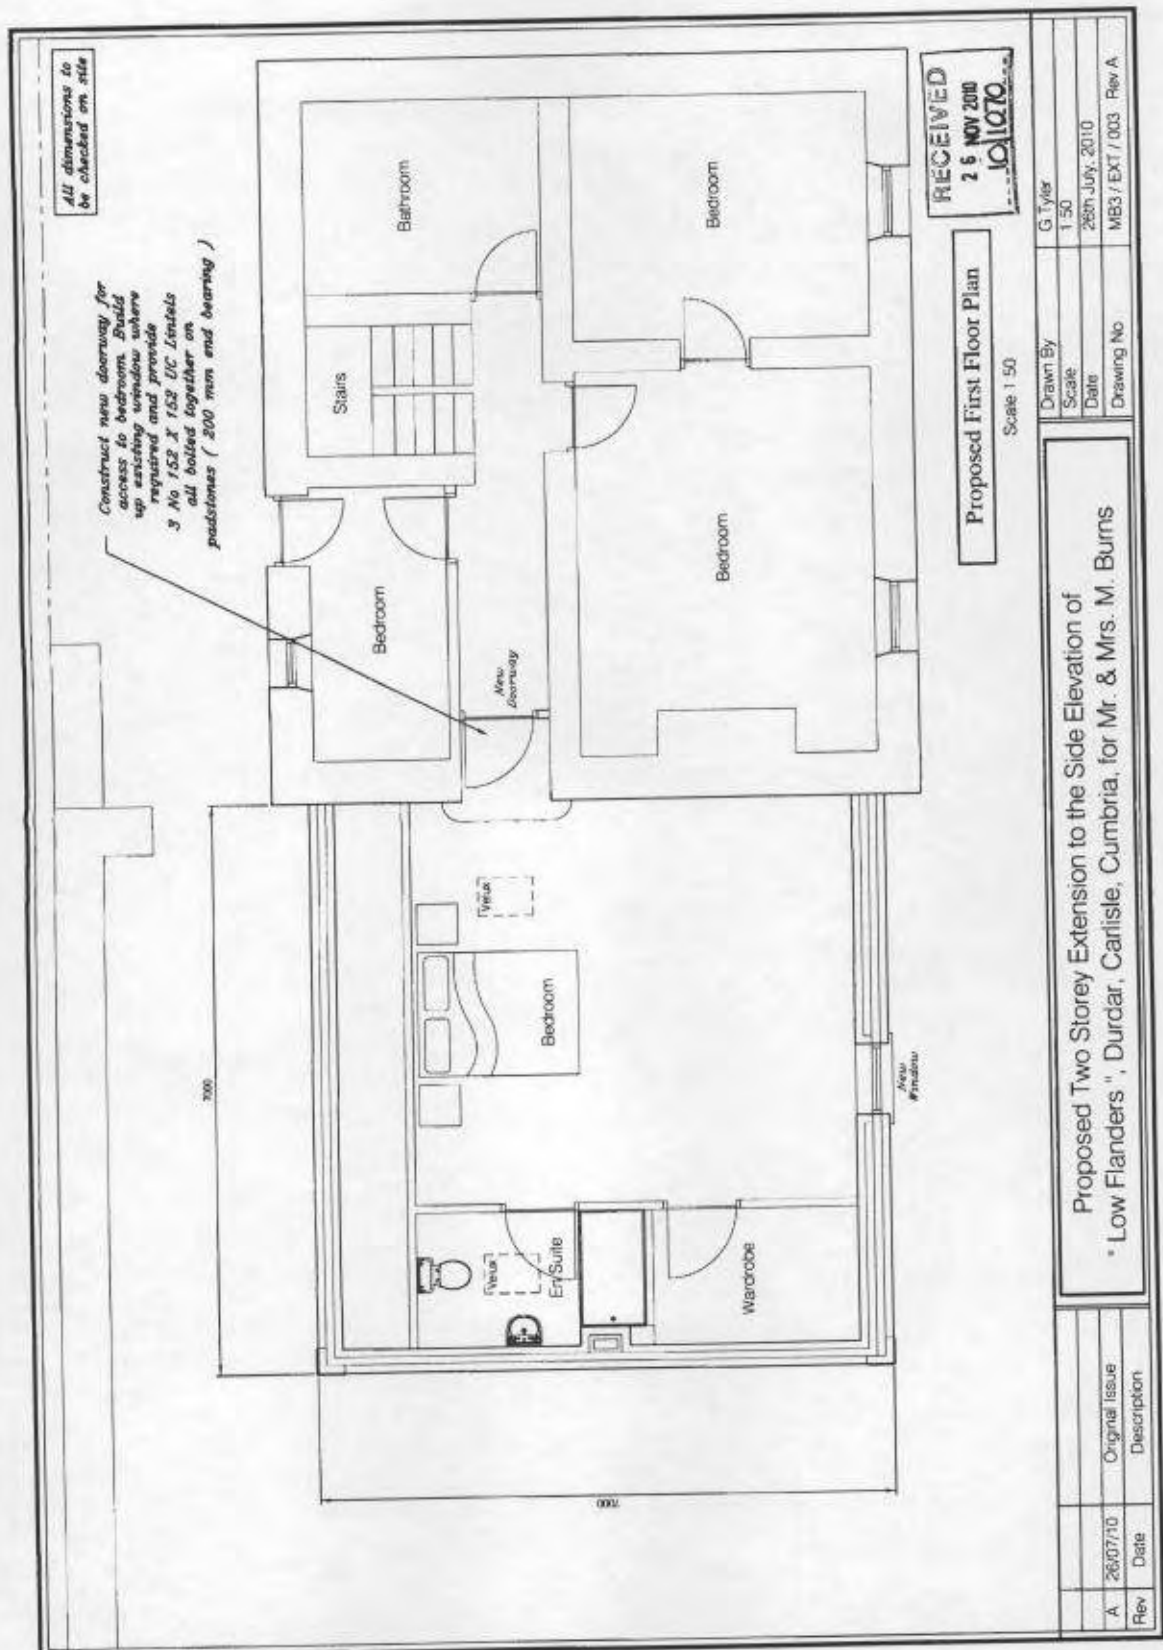 All dimensions to
be checked on site
Construct new doorway for
access to bedroom Build
up existing window where
required and provide
3 No 152 X 152 UC Lintels
all bolted together on
padstones ( 200 mm end bearing )
7000
7000
Bathroom
Stairs
Bedroom
Bedroom
Bedroom
New
Doorway
Velux
Bedroom
Velux
En/Suite
Wardrobe
New
Window
RECEIVED
26 NOV 2010
10/1070
Proposed First Floor Plan
Scale 1 50
Proposed Two Storey Extension to the Side Elevation of
" Low Flanders ", Durdar, Carlisle, Cumbria, for Mr. & Mrs. M. Burns
Drawn By G Tyler
Scale 1:50
Date 26th July, 2010
Drawing No MB3 / EXT / 003 Rev A
A 26/07/10 Original Issue
Rev Date Description